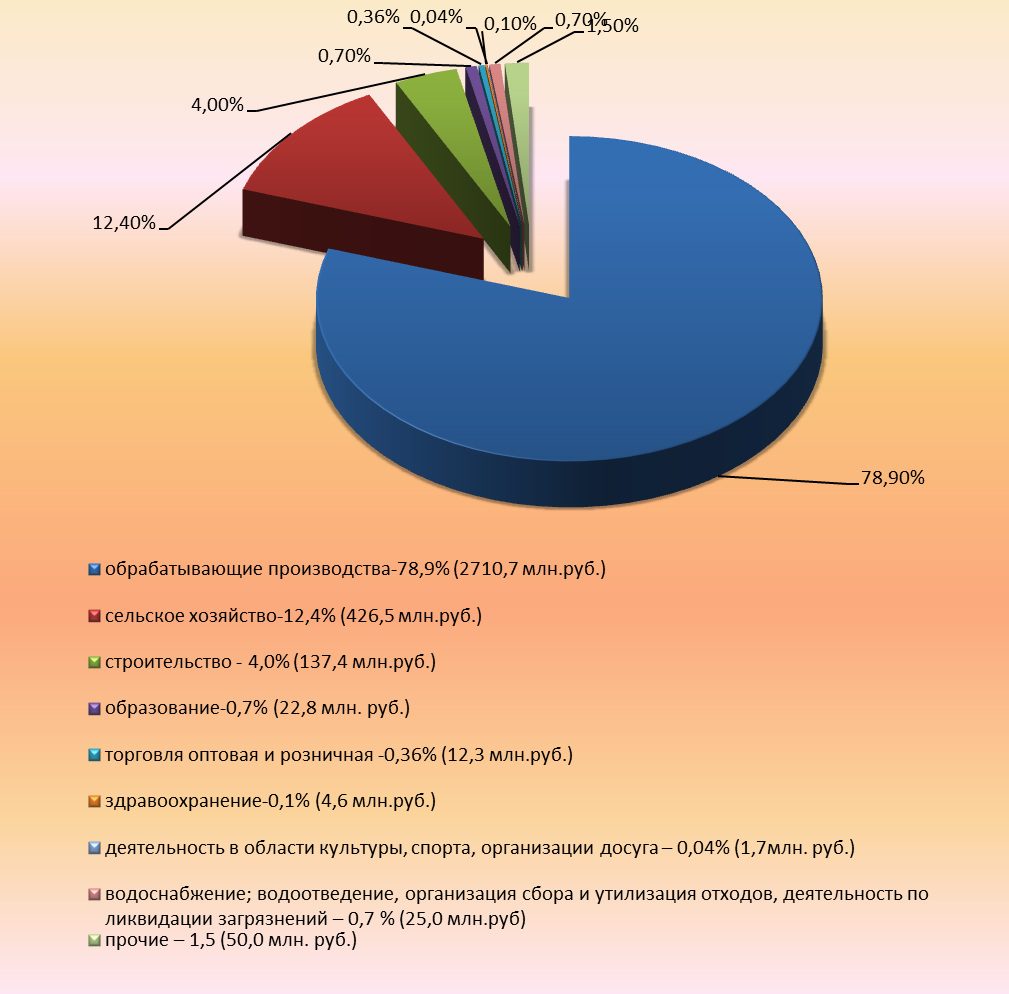 0,36%
0,04%
0,10%
0,70%
1,50%
0,70%
4,00%
12,40%
78,90%
обрабатывающие производства-78,9% (2710,7 млн.руб.)
сельское хозяйство-12,4% (426,5 млн.руб.)
строительство - 4,0% (137,4 млн.руб.)
образование-0,7% (22,8 млн. руб.)
торговля оптовая и розничная -0,36% (12,3 млн.руб.)
здравоохранение-0,1% (4,6 млн.руб.)
деятельность в области культуры, спорта, организации досуга – 0,04% (1,7млн. руб.)
водоснабжение; водоотведение, организация сбора и утилизация отходов, деятельность по
ликвидации загрязнений – 0,7 % (25,0 млн.руб)
прочие – 1,5 (50,0 млн. руб.)